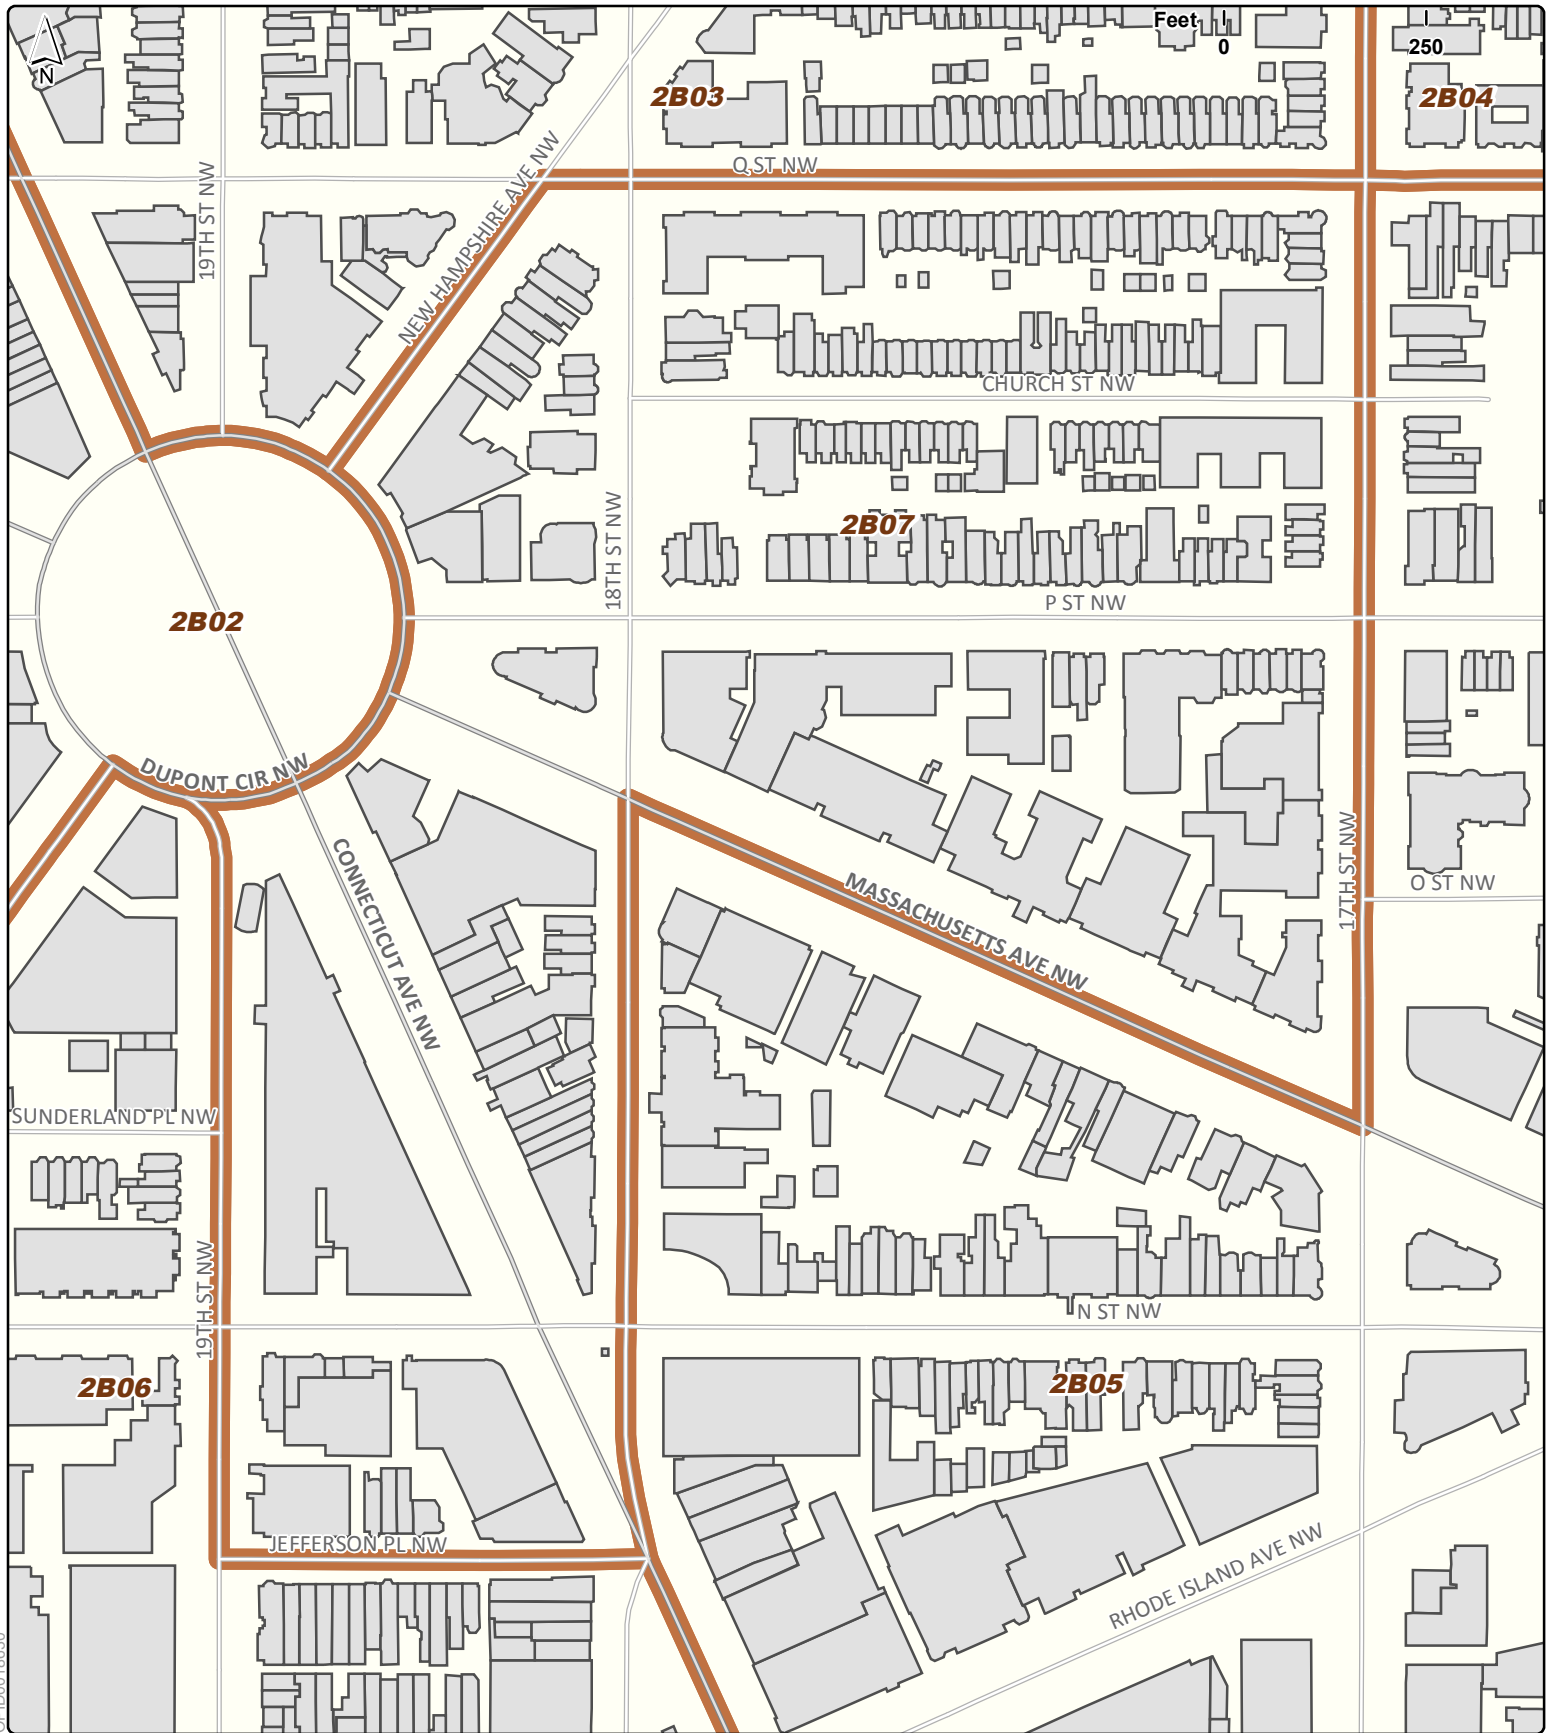 Feet
0
250
N
2B03
2B04
Q ST NW
19TH ST NW
NEW HAMPSHIRE AVE NW
CHURCH ST NW
2B07
18TH ST NW
P ST NW
2B02
DUPONT CIR NW
CONNECTICUT AVE NW
MASSACHUSETTS AVE NW
17TH ST NW
O ST NW
SUNDERLAND PL NW
19TH ST NW
N ST NW
2B06
2B05
JEFFERSON PL NW
RHODE ISLAND AVE NW